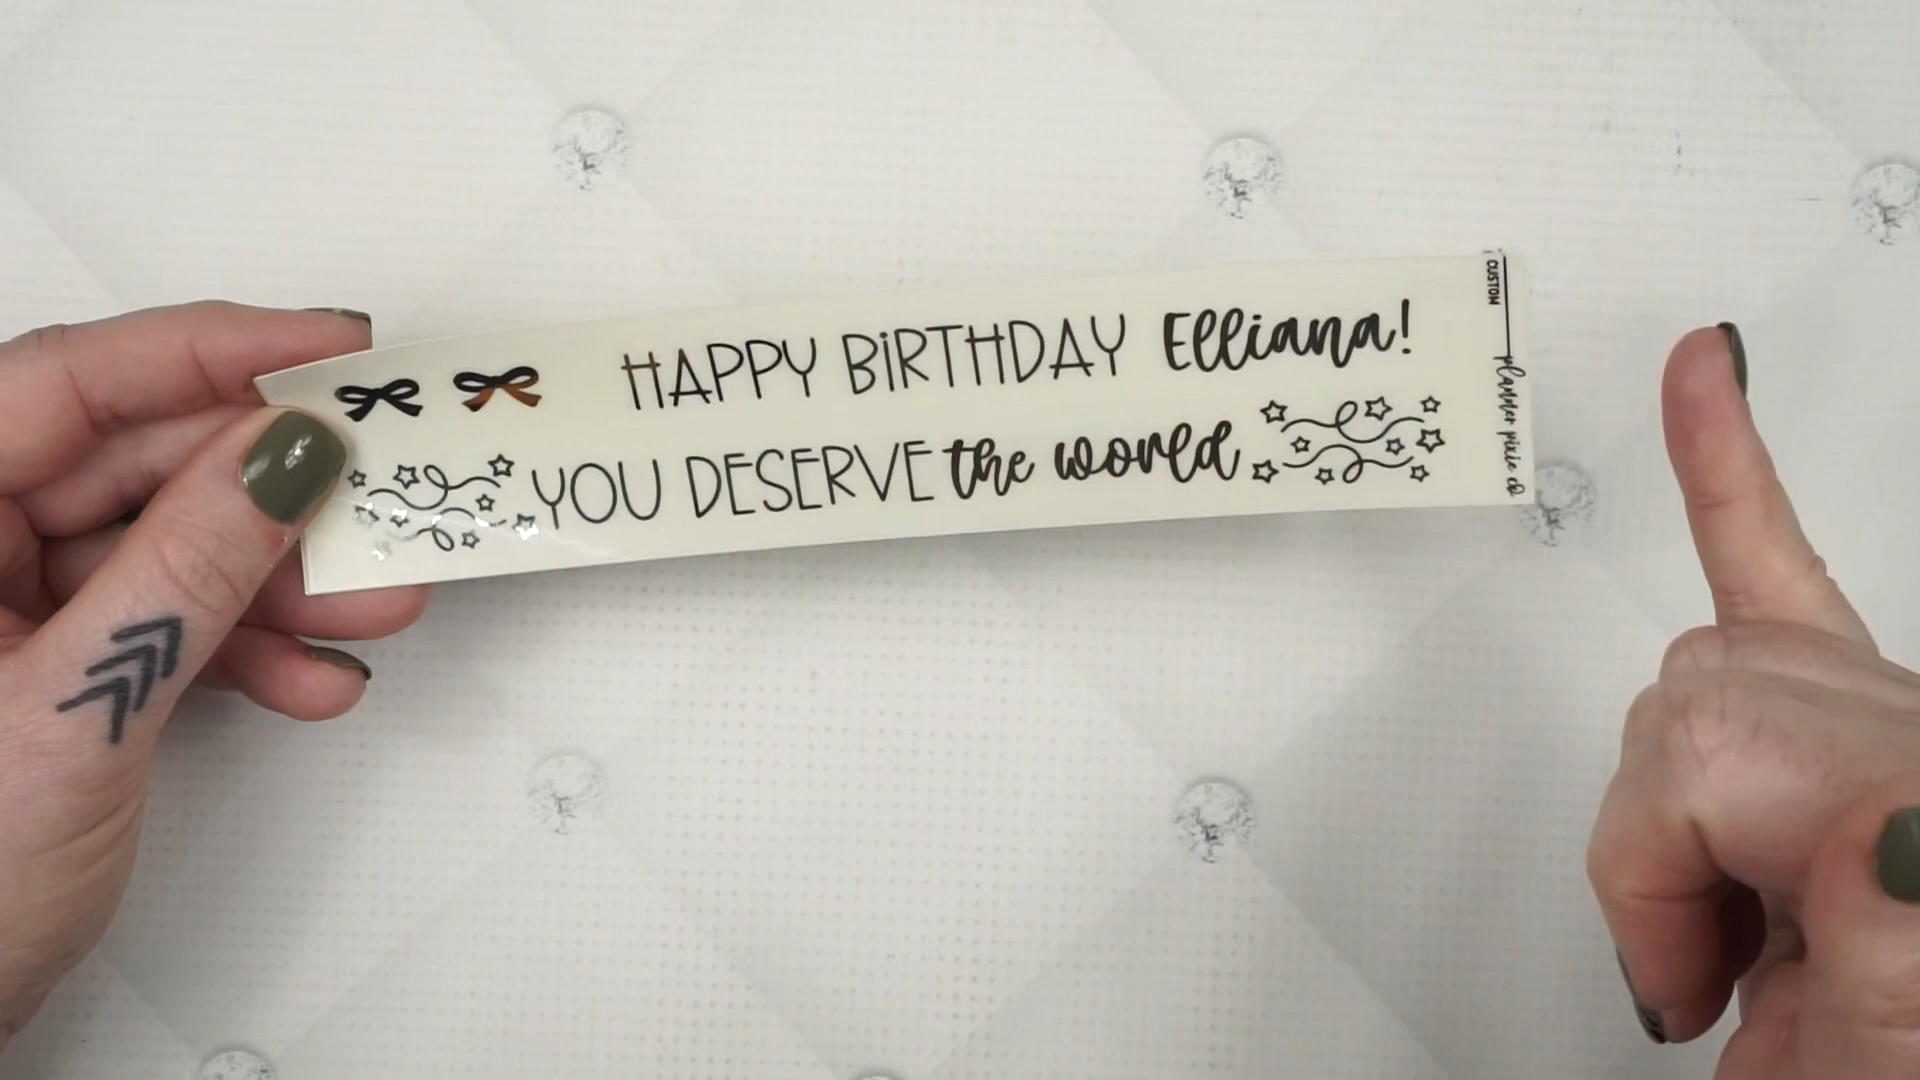 HAPPY BIRTHDAY Elliana!
YOU DESERVE the world
CUSTOM
planner pixie co